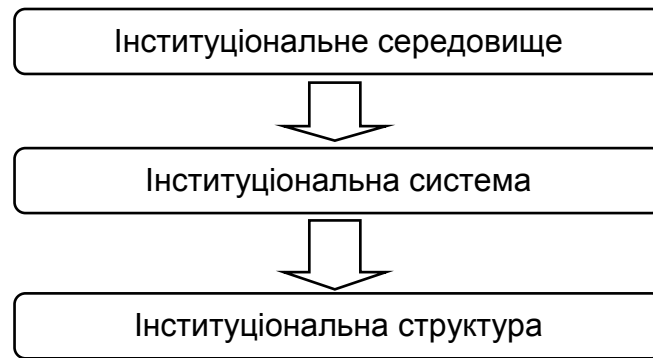 Інституціональне середовище
Інституціональна система
Інституціональна структура